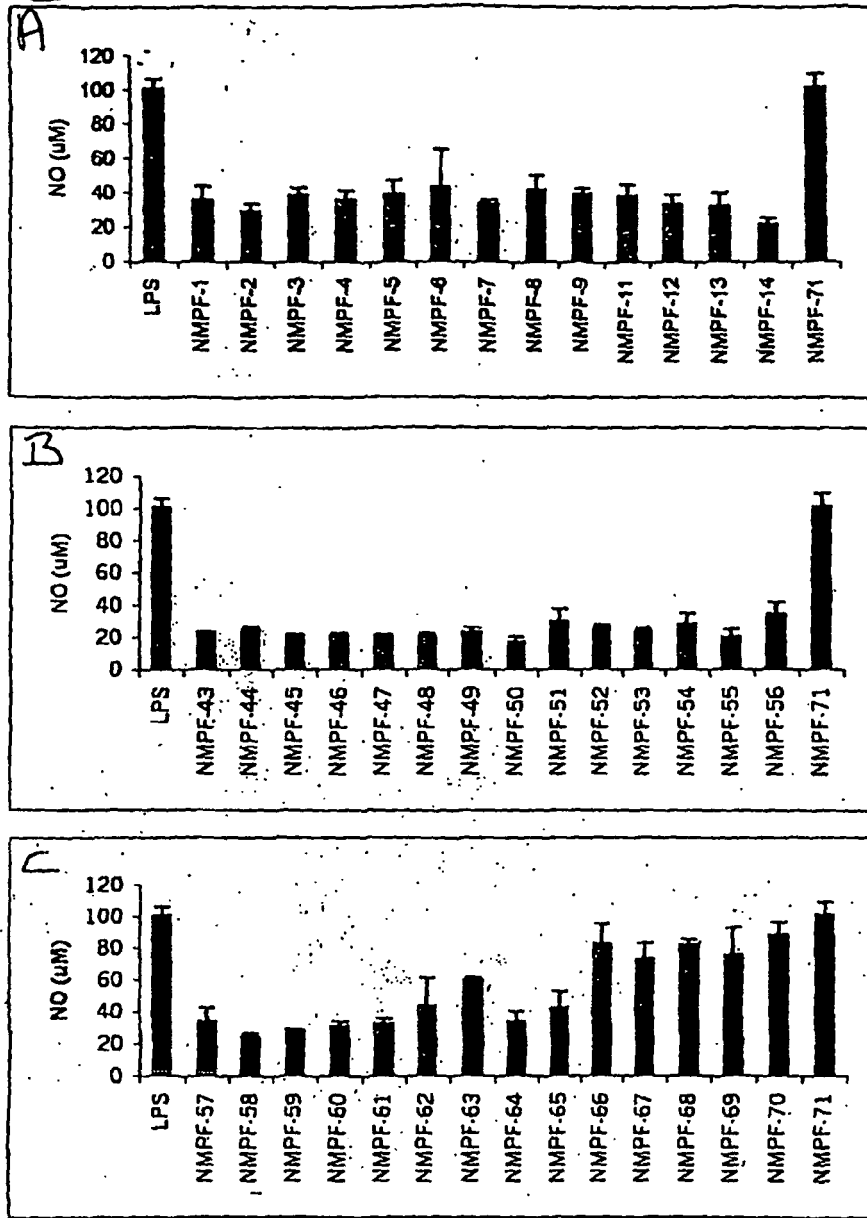 A
NO (uM)
120
100
80
60
40
20
0
LPS
NMPF-1
NMPF-2
NMPF-3
NMPF-4
NMPF-5
NMPF-6
NMPF-7
NMPF-8
NMPF-9
NMPF-11
NMPF-12
NMPF-13
NMPF-14
NMPF-71
B
NO (uM)
120
100
80
60
40
20
0
LPS
NMPF-43
NMPF-44
NMPF-45
NMPF-46
NMPF-47
NMPF-48
NMPF-49
NMPF-50
NMPF-51
NMPF-52
NMPF-53
NMPF-54
NMPF-55
NMPF-56
NMPF-71
C
NO (uM)
120
100
80
60
40
20
0
LPS
NMPF-57
NMPF-58
NMPF-59
NMPF-60
NMPF-61
NMPF-62
NMPF-63
NMPF-64
NMPF-65
NMPF-66
NMPF-67
NMPF-68
NMPF-69
NMPF-70
NMPF-71